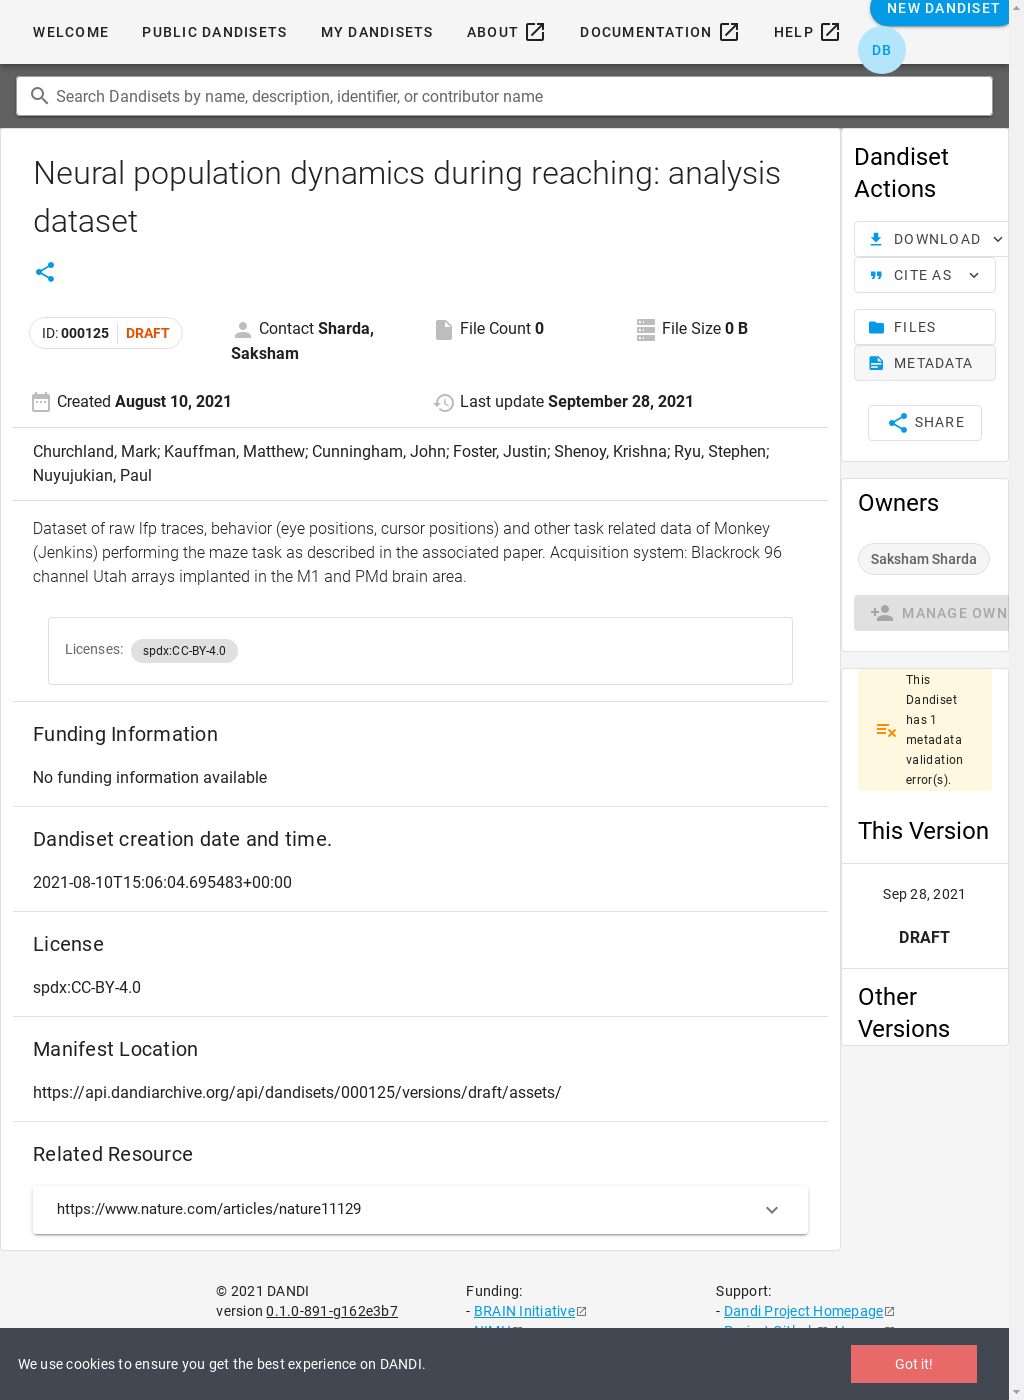 WELCOME PUBLIC DANDISETS MY DANDISETS ABOUT DOCUMENTATION HELP NEW DANDISET
DB
Search Dandisets by name, description, identifier, or contributor name
Neural population dynamics during reaching: analysis
dataset
ID: 000125 DRAFT
Contact Sharda,
Saksham
File Count 0
File Size 0 B
Created August 10, 2021
Last update September 28, 2021
Churchland, Mark; Kauffman, Matthew; Cunningham, John; Foster, Justin; Shenoy, Krishna; Ryu, Stephen;
Nuyujukian, Paul
Dataset of raw lfp traces, behavior (eye positions, cursor positions) and other task related data of Monkey
(Jenkins) performing the maze task as described in the associated paper. Acquisition system: Blackrock 96
channel Utah arrays implanted in the M1 and PMd brain area.
Licenses: spdx:CC-BY-4.0
Funding Information
No funding information available
Dandiset creation date and time.
2021-08-10T15:06:04.695483+00:00
License
spdx:CC-BY-4.0
Manifest Location
https://api.dandiarchive.org/api/dandisets/000125/versions/draft/assets/
Related Resource
https://www.nature.com/articles/nature11129
Dandiset
Actions
DOWNLOAD
CITE AS
FILES
METADATA
SHARE
Owners
Saksham Sharda
MANAGE OWN
This
Dandiset
has 1
metadata
validation
error(s).
This Version
Sep 28, 2021
DRAFT
Other
Versions
© 2021 DANDI
version 0.1.0-891-g162e3b7
Funding:
- BRAIN Initiative
Support:
- Dandi Project Homepage
We use cookies to ensure you get the best experience on DANDI.
Got it!